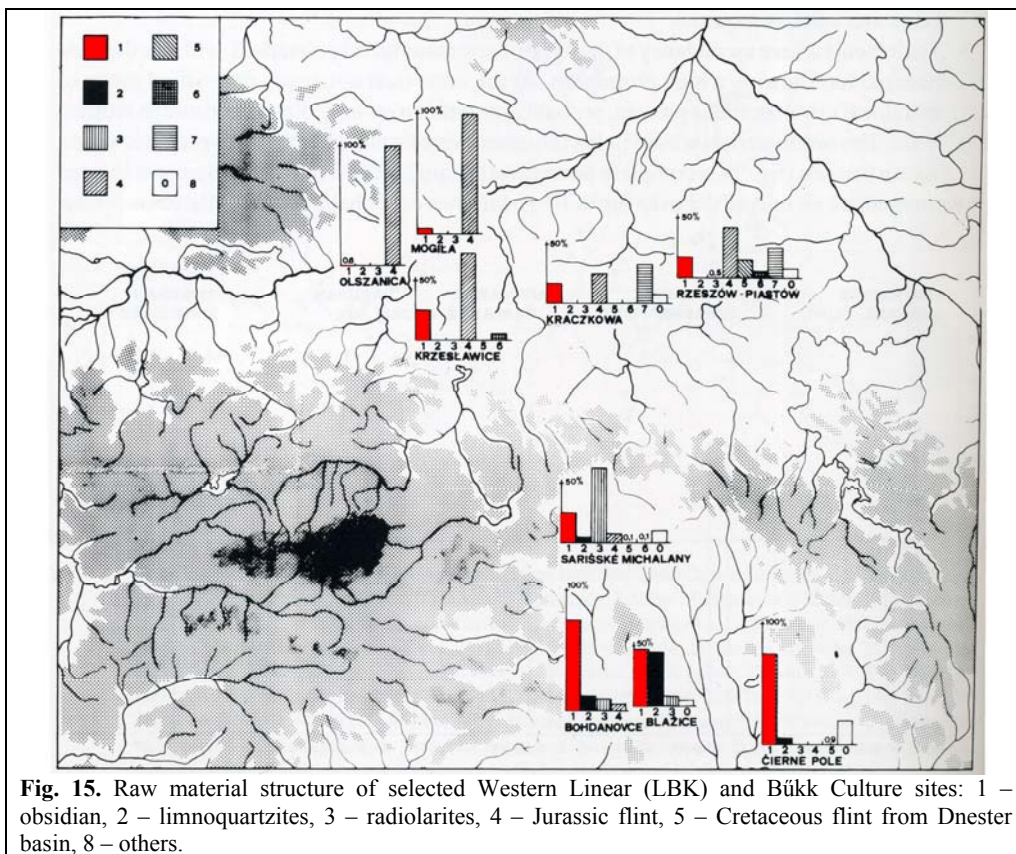 1 5
2 6
3 7
4 0 8
100%
1 2 3 4
MOGIŁA
100%
0,6
1 2 3 4
OLSZANICA
50%
1 2 3 4 5 6
KRZESŁAWICE
50%
1 2 3 4 5 6 7 0
KRACZKOWA
50%
0,5
1 2 3 4 5 6 7 0
RZESZÓW - PIASTÓW
50%
0,1 0,1
1 2 3 4 5 6 0
SARIŠSKÉ MICHALANY
100%
1 2 3 4
BOHDANOVCE
50%
1 2 3 0
BLAŽICE
100%
0,9
1 2 3 4 5 0
ČIERNE POLE
Fig. 15. Raw material structure of selected Western Linear (LBK) and Bűkk Culture sites: 1 –
obsidian, 2 – limnoquartzites, 3 – radiolarites, 4 – Jurassic flint, 5 – Cretaceous flint from Dnester
basin, 8 – others.